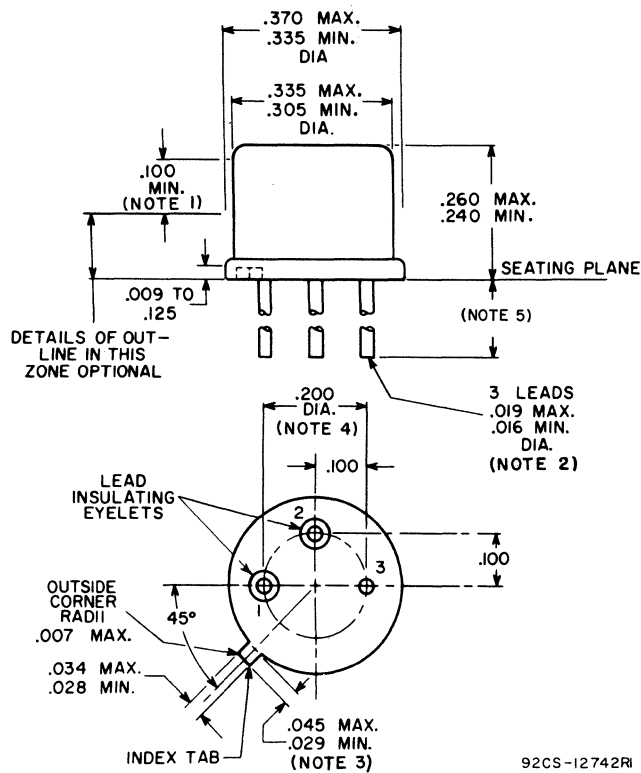 .370 MAX.
.335 MIN.
DIA
.335 MAX.
.305 MIN.
DIA.
.100
MIN.
(NOTE 1)
.260 MAX.
.240 MIN.
SEATING PLANE
.009 TO
.125
(NOTE 5)
DETAILS OF OUT-
LINE IN THIS
ZONE OPTIONAL
.200
DIA.
(NOTE 4)
3 LEADS
.019 MAX.
.016 MIN.
DIA.
(NOTE 2)
.100
LEAD
INSULATING
EYELETS
2
3
.100
1
OUTSIDE
CORNER
RADII
.007 MAX.
45°
.034 MAX.
.028 MIN.
.045 MAX.
.029 MIN.
(NOTE 3)
INDEX TAB
92CS-12742R1